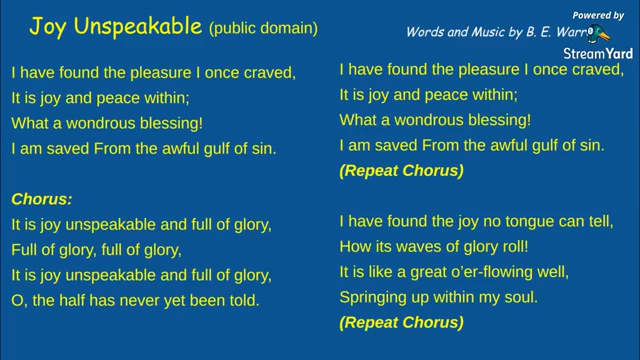 Joy Unspeakable (public domain)
Words and Music by B. E.
Powered by
StreamYard
I have found the pleasure I once craved,
It is joy and peace within;
What a wondrous blessing!
I am saved From the awful gulf of sin.
Chorus:
It is joy unspeakable and full of glory,
Full of glory, full of glory,
It is joy unspeakable and full of glory,
O, the half has never yet been told.
I have found the pleasure I once craved,
It is joy and peace within;
What a wondrous blessing!
I am saved From the awful gulf of sin.
(Repeat Chorus)
I have found the joy no tongue can tell,
How its waves of glory roll!
It is like a great o'er-flowing well,
Springing up within my soul.
(Repeat Chorus)